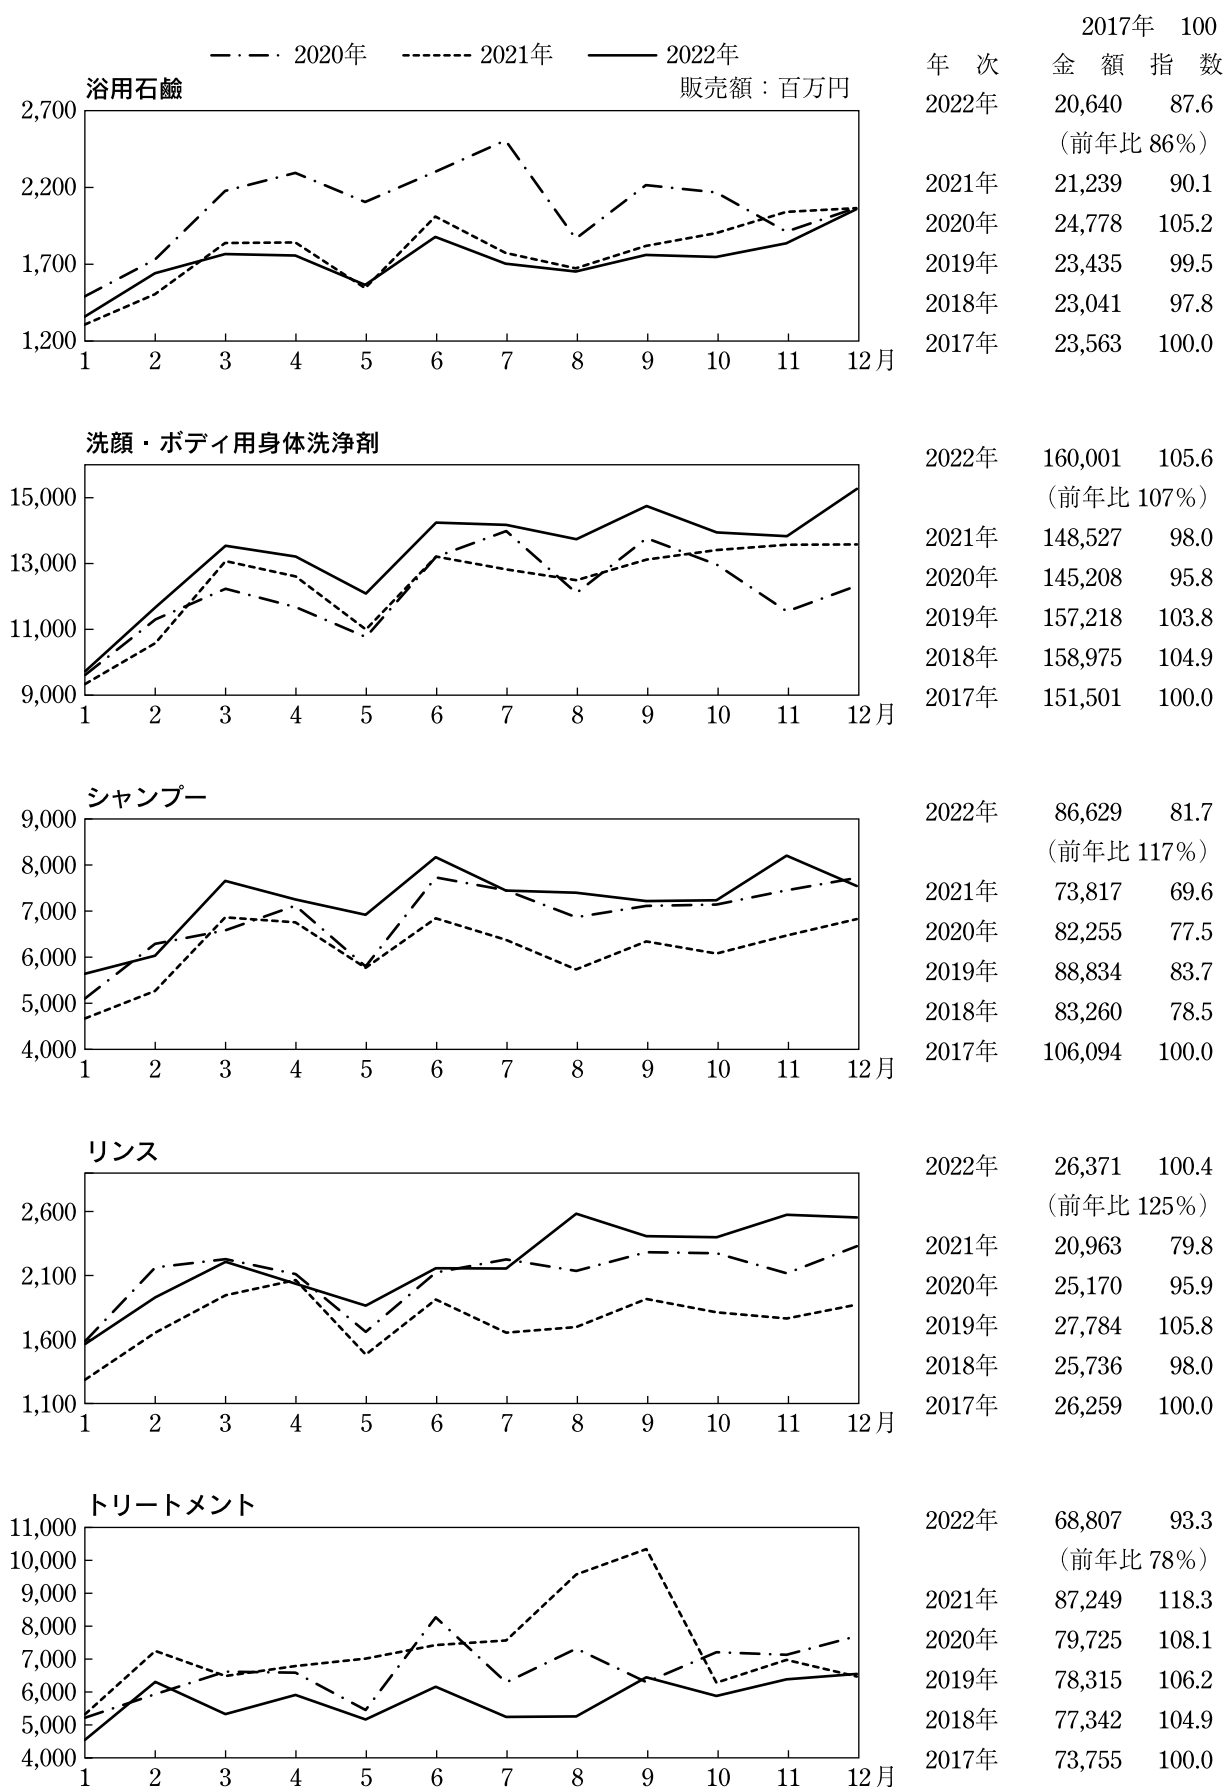 2017年 100
2020年 2021年 2022年
年 次 金 額 指 数
浴用石鹼 販売額：百万円
2,700
2,200
1,700
1,200
1 2 3 4 5 6 7 8 9 10 11 12月
2022年 20,640 87.6
（前年比 86％）
2021年 21,239 90.1
2020年 24,778 105.2
2019年 23,435 99.5
2018年 23,041 97.8
2017年 23,563 100.0
洗顔・ボディ用身体洗浄剤
15,000
13,000
11,000
9,000
1 2 3 4 5 6 7 8 9 10 11 12月
2022年 160,001 105.6
（前年比 107％）
2021年 148,527 98.0
2020年 145,208 95.8
2019年 157,218 103.8
2018年 158,975 104.9
2017年 151,501 100.0
シャンプー
9,000
8,000
7,000
6,000
5,000
4,000
1 2 3 4 5 6 7 8 9 10 11 12月
2022年 86,629 81.7
（前年比 117％）
2021年 73,817 69.6
2020年 82,255 77.5
2019年 88,834 83.7
2018年 83,260 78.5
2017年 106,094 100.0
リンス
2,600
2,100
1,600
1,100
1 2 3 4 5 6 7 8 9 10 11 12月
2022年 26,371 100.4
（前年比 125％）
2021年 20,963 79.8
2020年 25,170 95.9
2019年 27,784 105.8
2018年 25,736 98.0
2017年 26,259 100.0
トリートメント
11,000
10,000
9,000
8,000
7,000
6,000
5,000
4,000
1 2 3 4 5 6 7 8 9 10 11 12月
2022年 68,807 93.3
（前年比 78％）
2021年 87,249 118.3
2020年 79,725 108.1
2019年 78,315 106.2
2018年 77,342 104.9
2017年 73,755 100.0